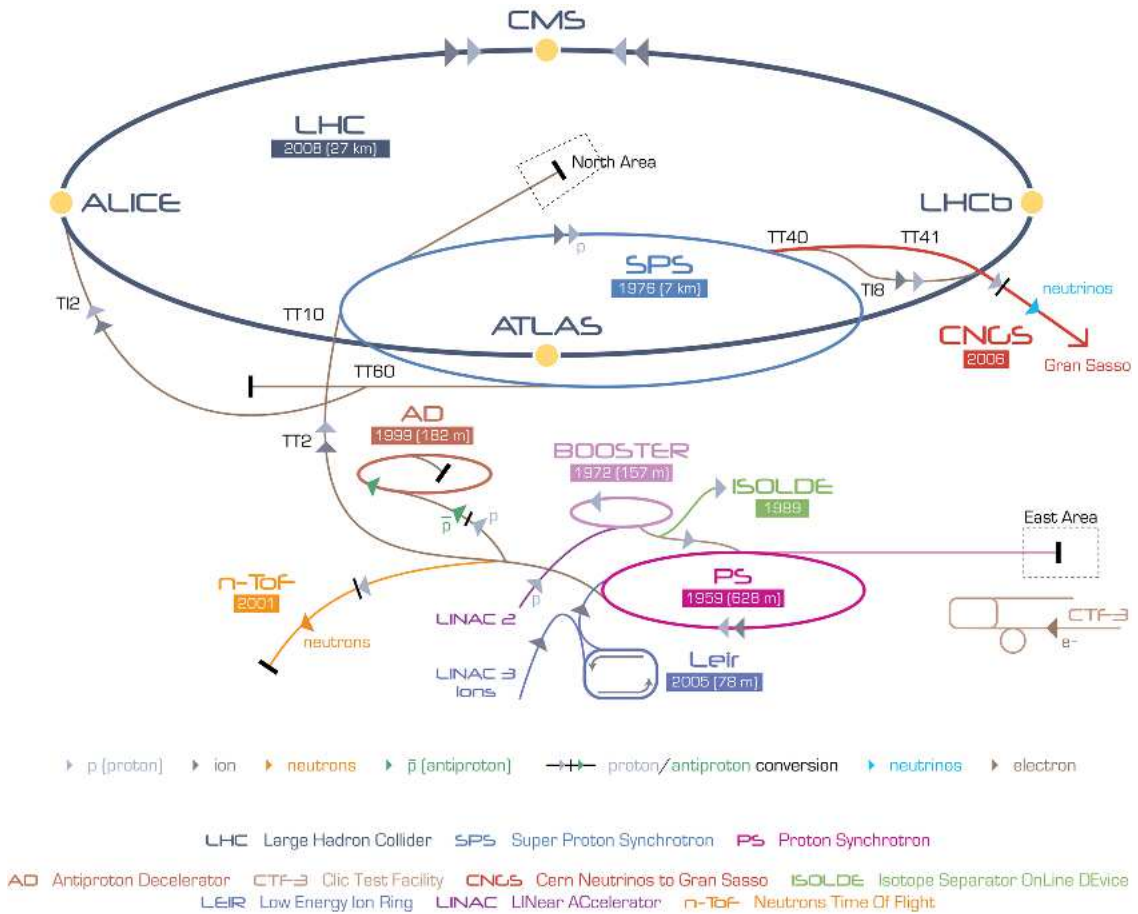 CMS
LHC
2008 (27 km)
North Area
ALICE
LHCb
TT40
TT41
SPS
1976 (7 km)
TI8
neutrinos
TI2
TT10
ATLAS
CNGS
2006
Gran Sasso
TT60
AD
1999 (182 m)
TT2
BOOSTER
1972 (157 m)
ISOLDE
1989
East Area
p
p̄
p
n-ToF
2001
PS
1959 (628 m)
p
LINAC 2
neutrons
CTF-3
e-
LINAC 3
Ions
Leir
2005 (78 m)
p (proton) ion neutrons p̄ (antiproton) proton/antiproton conversion neutrinos electron
LHC Large Hadron Collider SPS Super Proton Synchrotron PS Proton Synchrotron
AD Antiproton Decelerator CTF-3 Clic Test Facility CNGS Cern Neutrinos to Gran Sasso ISOLDE Isotope Separator OnLine DEvice
LEIR Low Energy Ion Ring LINAC LINear ACcelerator n-ToF Neutrons Time Of Flight